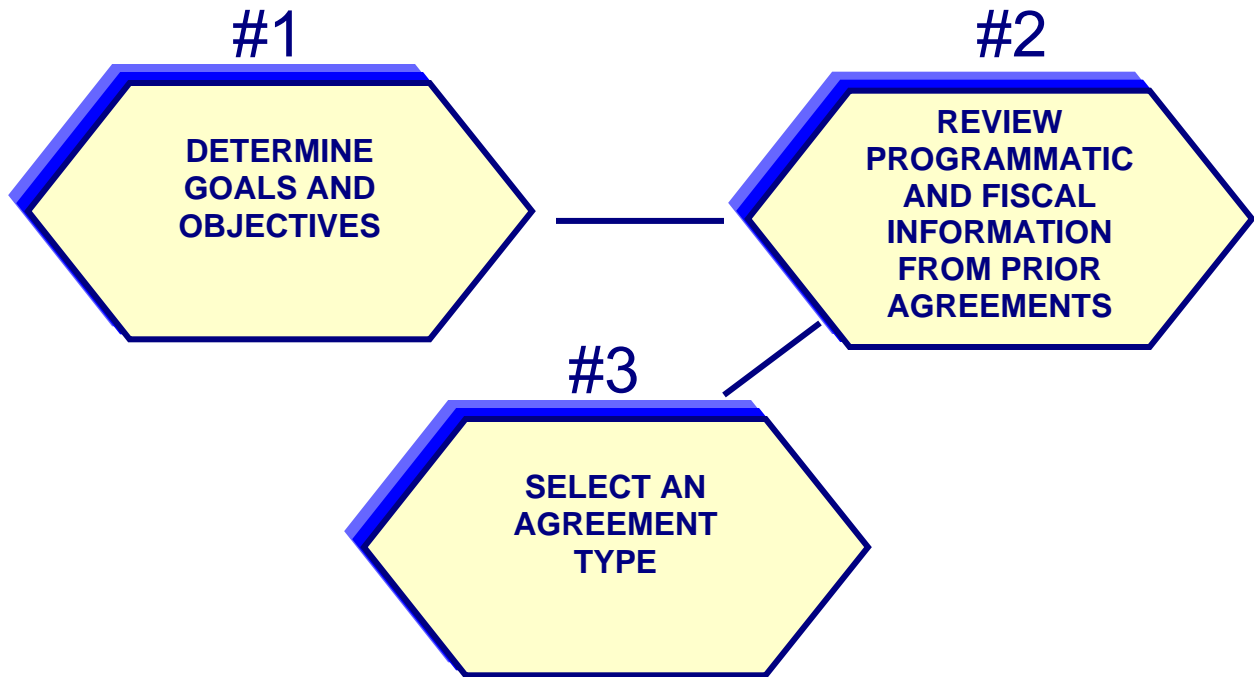 #1
DETERMINE
GOALS AND
OBJECTIVES
#2
REVIEW
PROGRAMMATIC
AND FISCAL
INFORMATION
FROM PRIOR
AGREEMENTS
#3
SELECT AN
AGREEMENT
TYPE